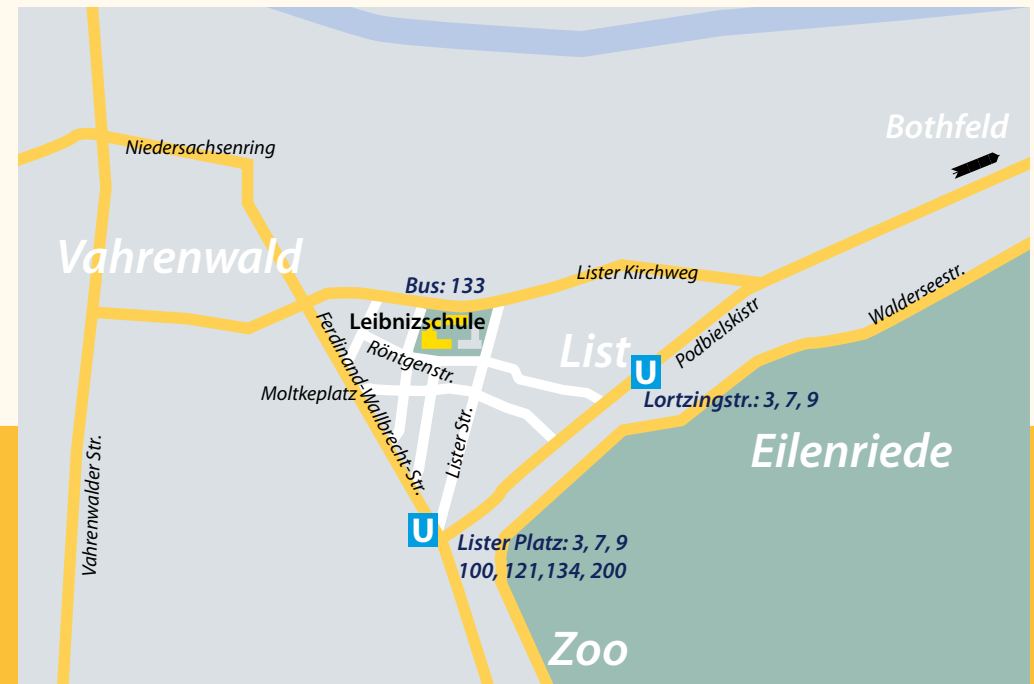 Bothfeld
Niedersachsenring
Vahrenwald
Lister Kirchweg
Walderseestr.
Bus: 133
Leibnizschule
Ferdinand-Wallbrecht-Str.
Podbielskistr
Röntgenstr.
List
U
Moltkeplatz
Lortzingstr.: 3, 7, 9
Lister Str.
Eilenriede
Vahrenwalder Str.
U
Lister Platz: 3, 7, 9
100, 121,134, 200
Zoo